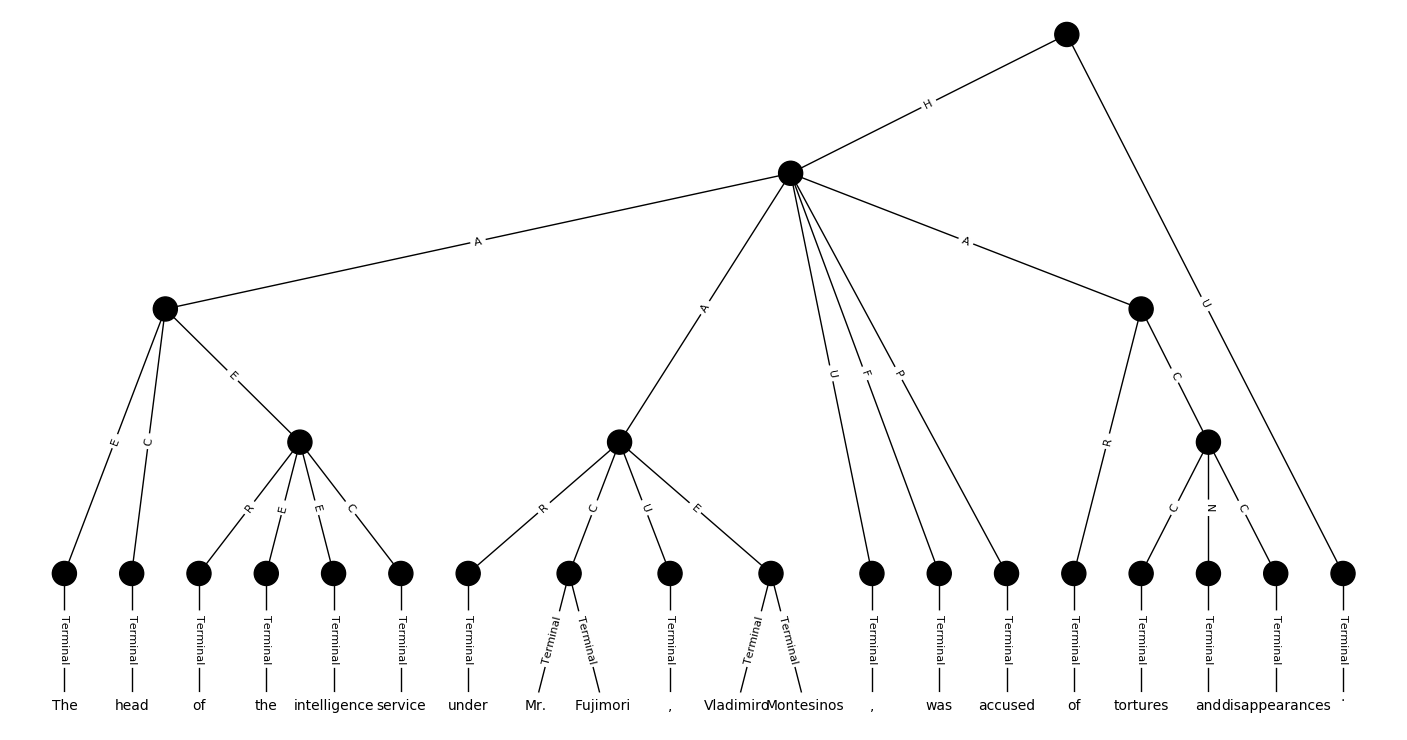 H
A
A
A
U
E
A
U
F
P
C
E
C
R
R
E
E
C
R
C
U
E
C
N
C
Terminal Terminal Terminal Terminal Terminal Terminal Terminal Terminal Terminal Terminal Terminal Terminal Terminal Terminal Terminal Terminal Terminal Terminal Terminal Terminal
The head of the intelligence service under Mr. Fujimori , Vladimiro Montesinos , was accused of tortures and disappearances .